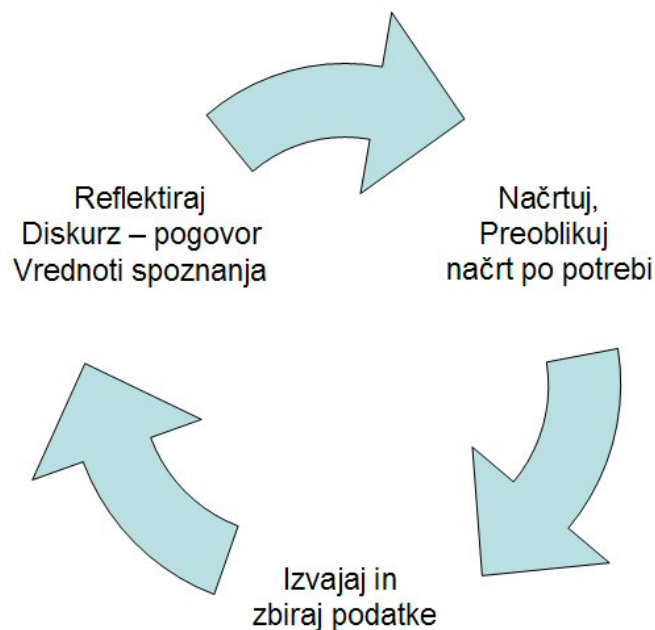 Reflektiraj
Diskurz – pogovor
Vrednoti spoznanja
Načrtuj,
Preoblikuj
načrt po potrebi
Izvajaj in
zbiraj podatke